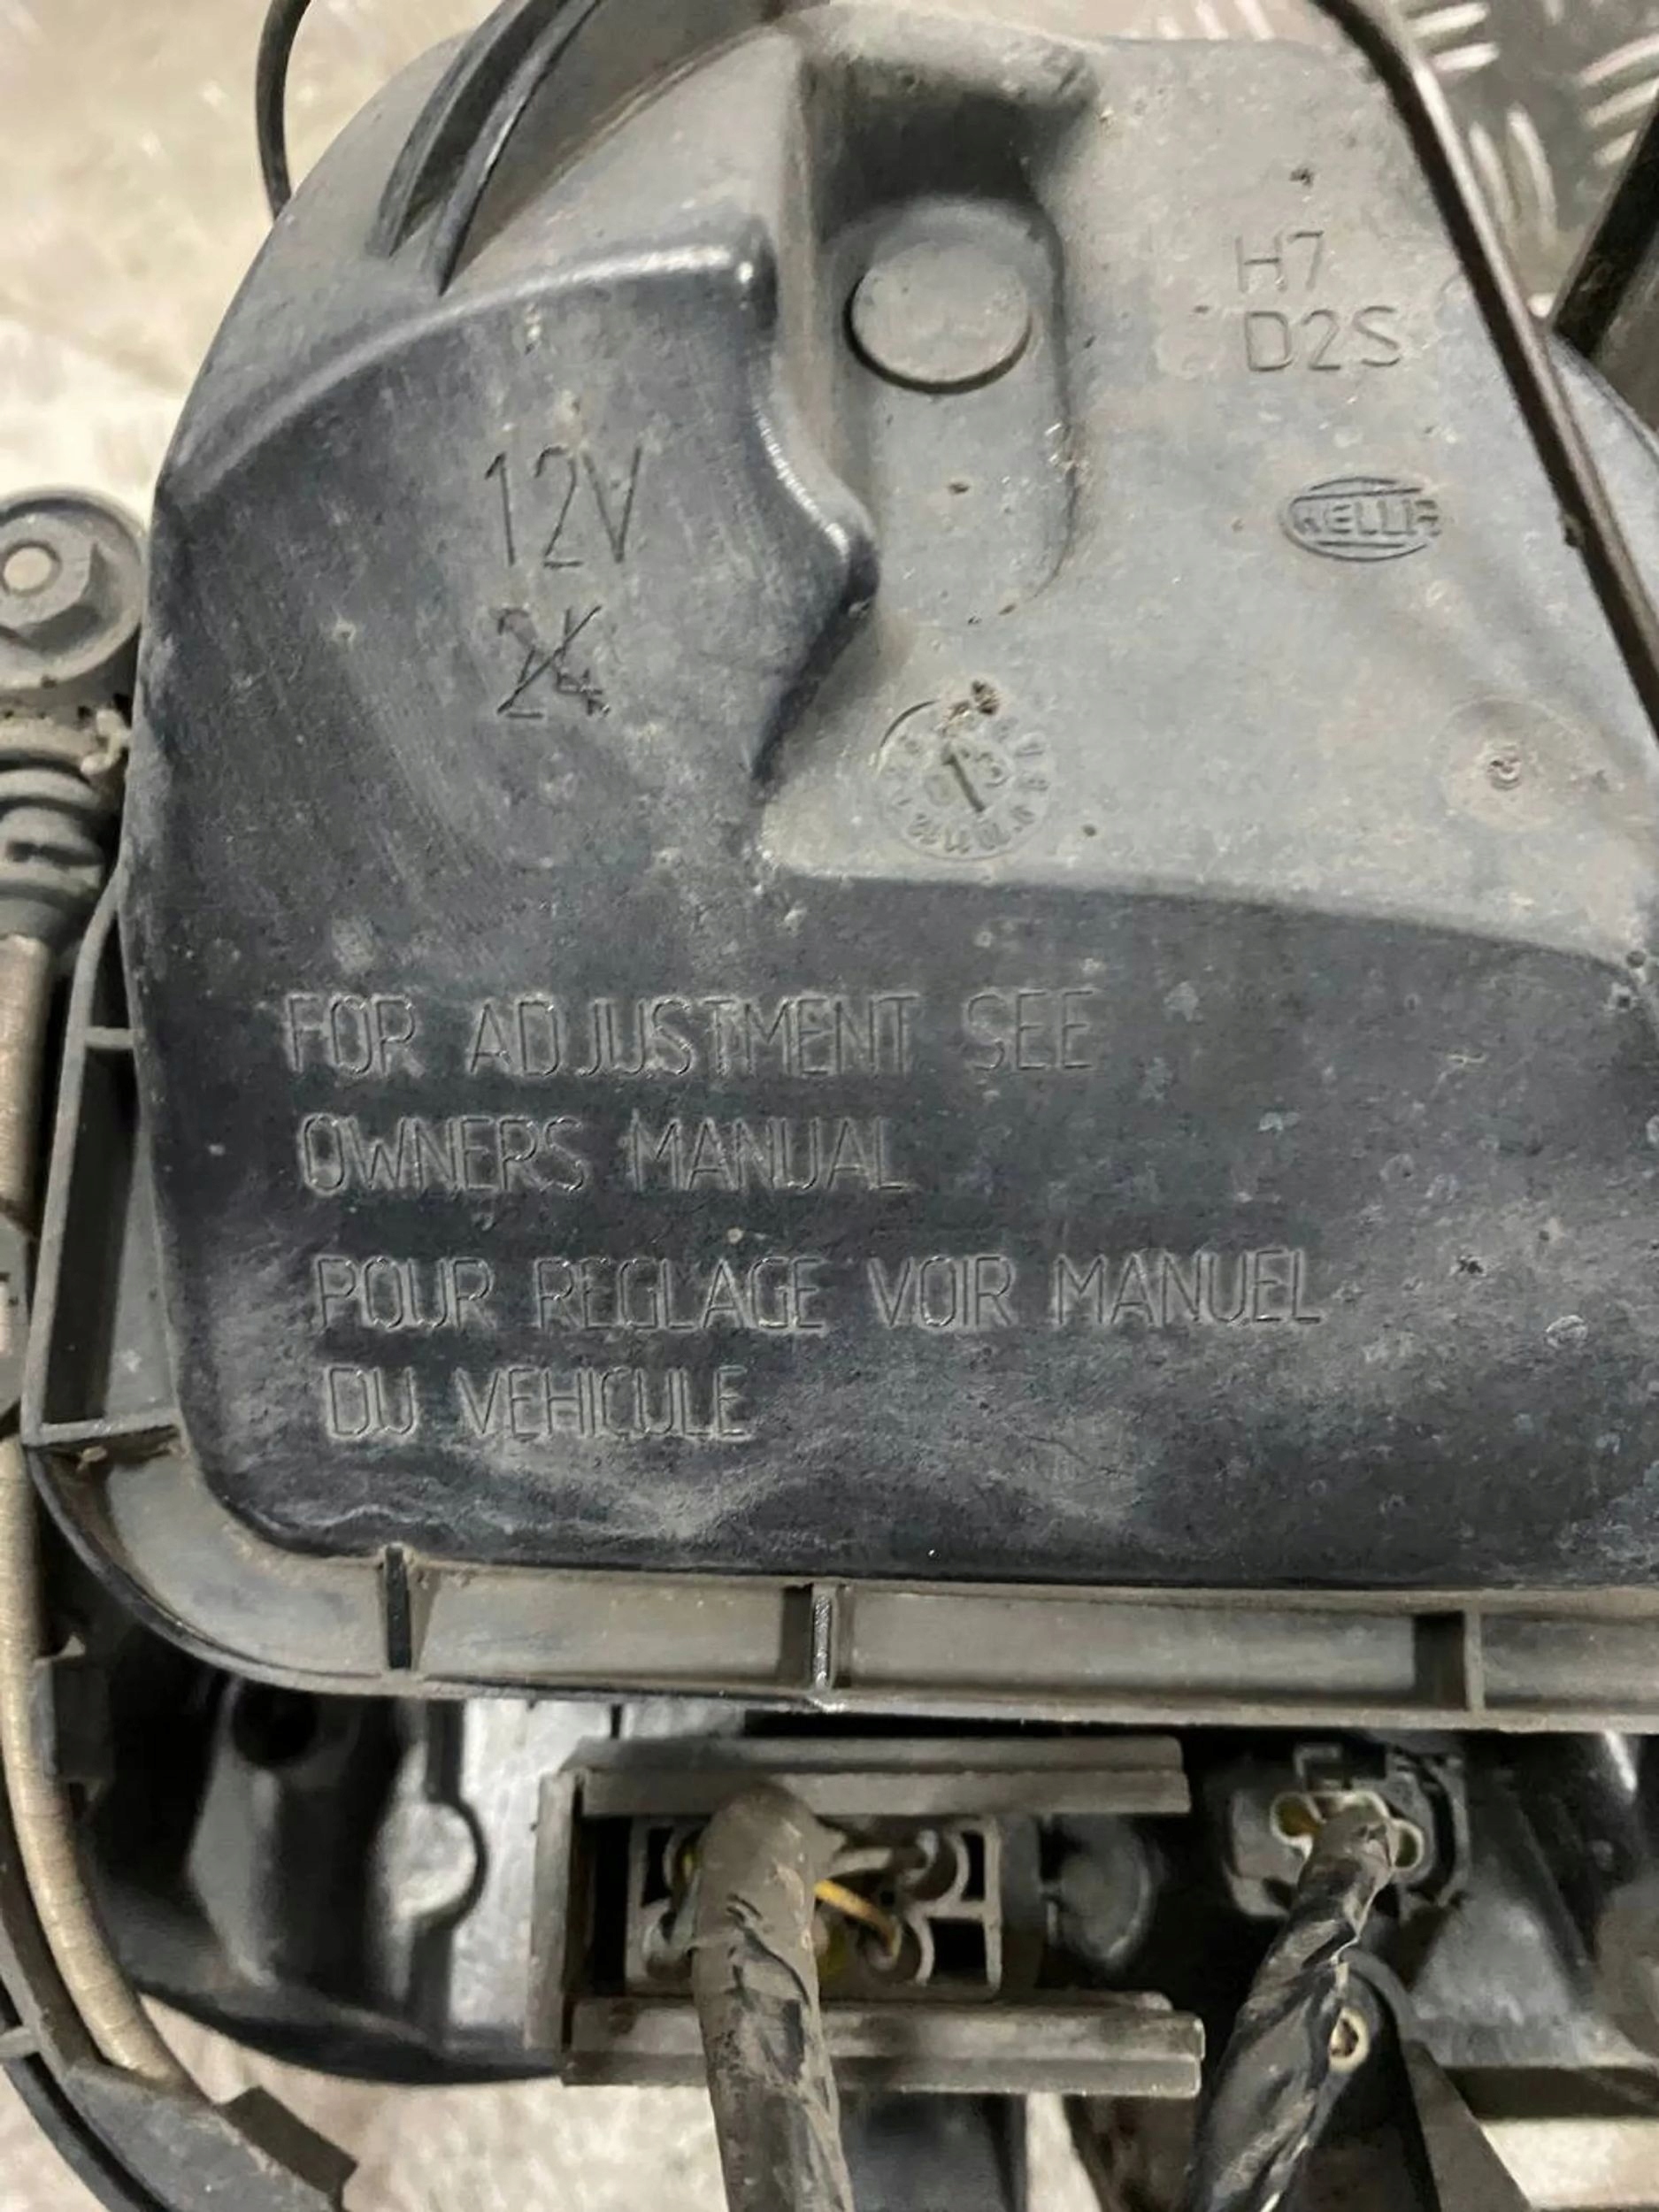 H7
D2S
12V
24
HELLA
FOR ADJUSTMENT SEE
OWNERS MANUAL
POUR REGLAGE VOIR MANUEL
DU VEHICULE